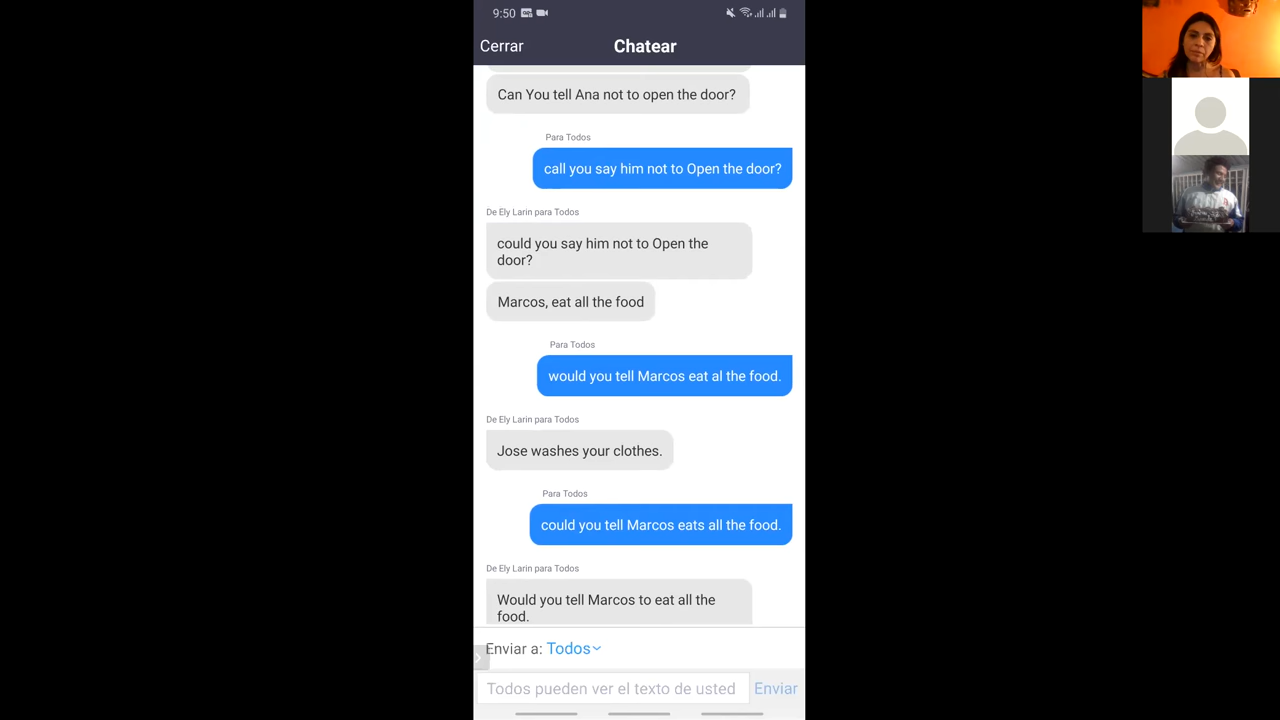 9:50
Cerrar
Chatear
Can You tell Ana not to open the door?
Para Todos
call you say him not to Open the door?
De Ely Larin para Todos
could you say him not to Open the
door?
Marcos, eat all the food
Para Todos
would you tell Marcos eat al the food.
De Ely Larin para Todos
Jose washes your clothes.
Para Todos
could you tell Marcos eats all the food.
De Ely Larin para Todos
Would you tell Marcos to eat all the
food.
Enviar a: Todos
Todos pueden ver el texto de usted
Enviar